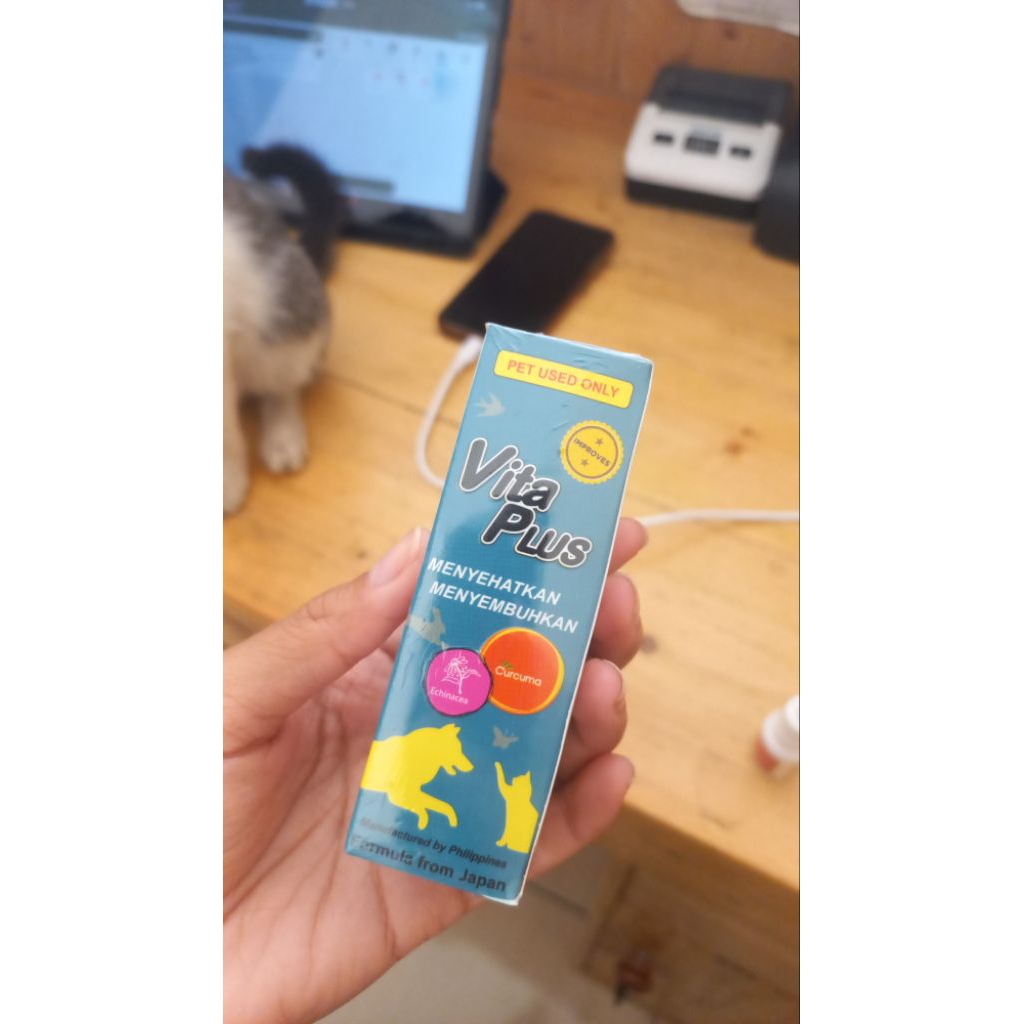 PET USED ONLY
IMPROVES
Vita
PLUS
MENYEHATKAN
MENYEMBUHKAN
Curcuma
Echinacea
Manufactured by Philippines
Formula from Japan